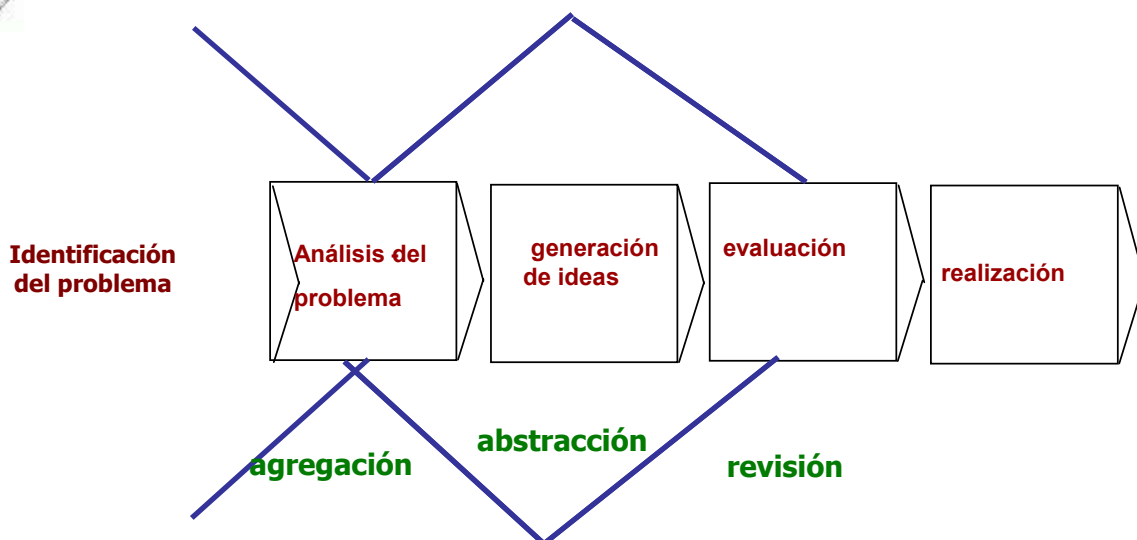 Identificación
del problema
Análisis del
problema
generación
de ideas
evaluación
realización
agregación
abstracción
revisión